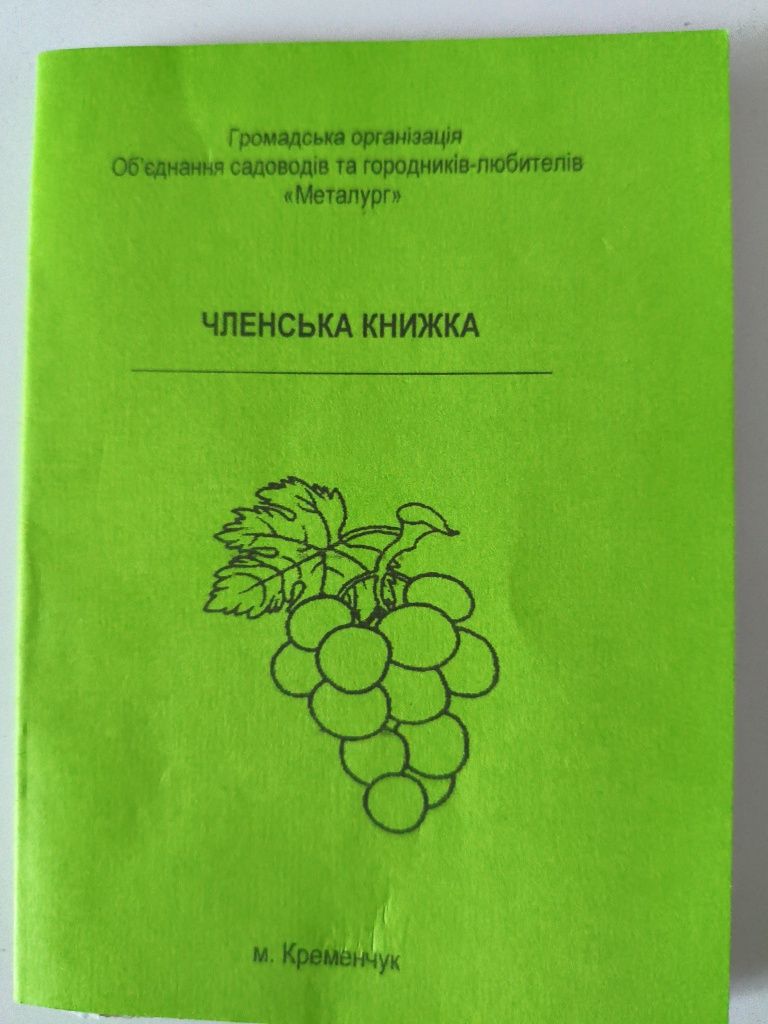 Громадська організація
Об'єднання садоводів та городників-любителів
«Металург»
ЧЛЕНСЬКА КНИЖКА
м. Кременчук